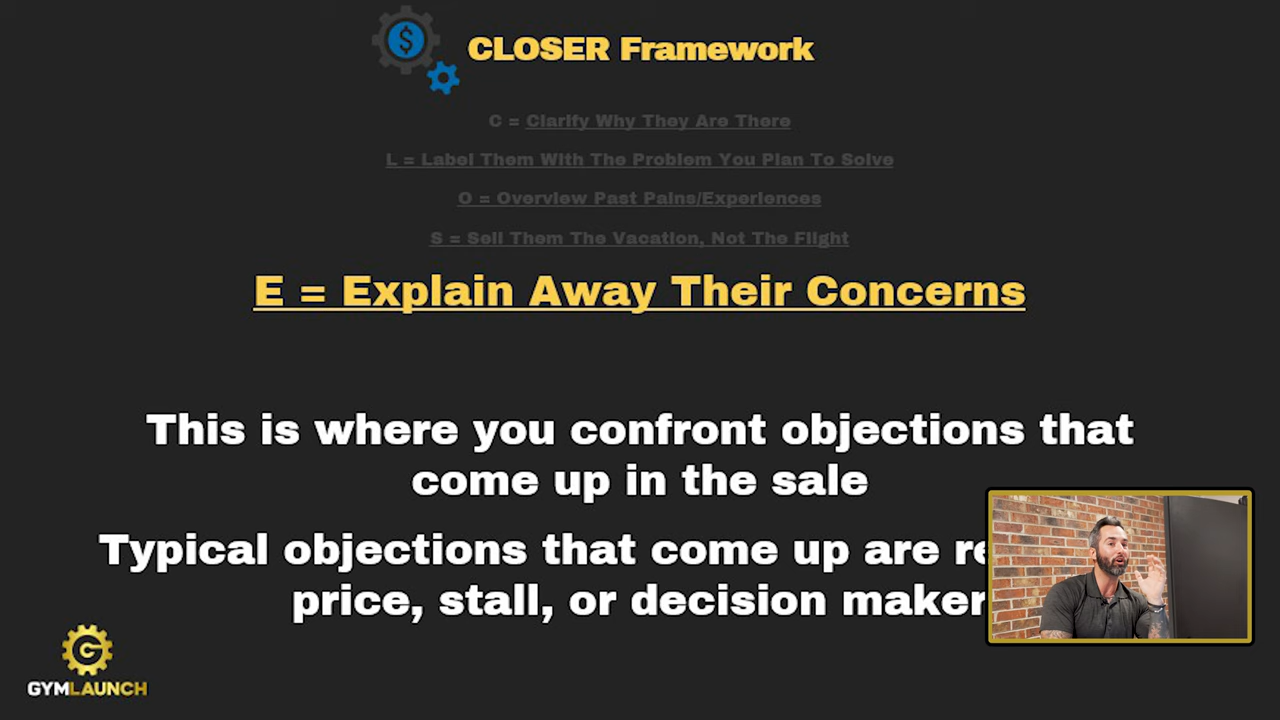 CLOSER Framework
C = Clarify Why They Are There
L = Label Them With The Problem You Plan To Solve
O = Overview Past Pains/Experiences
S = Sell Them The Vacation, Not The Flight
E = Explain Away Their Concerns
This is where you confront objections that
come up in the sale
Typical objections that come up are
price, stall, or decision maker
GYMLAUNCH